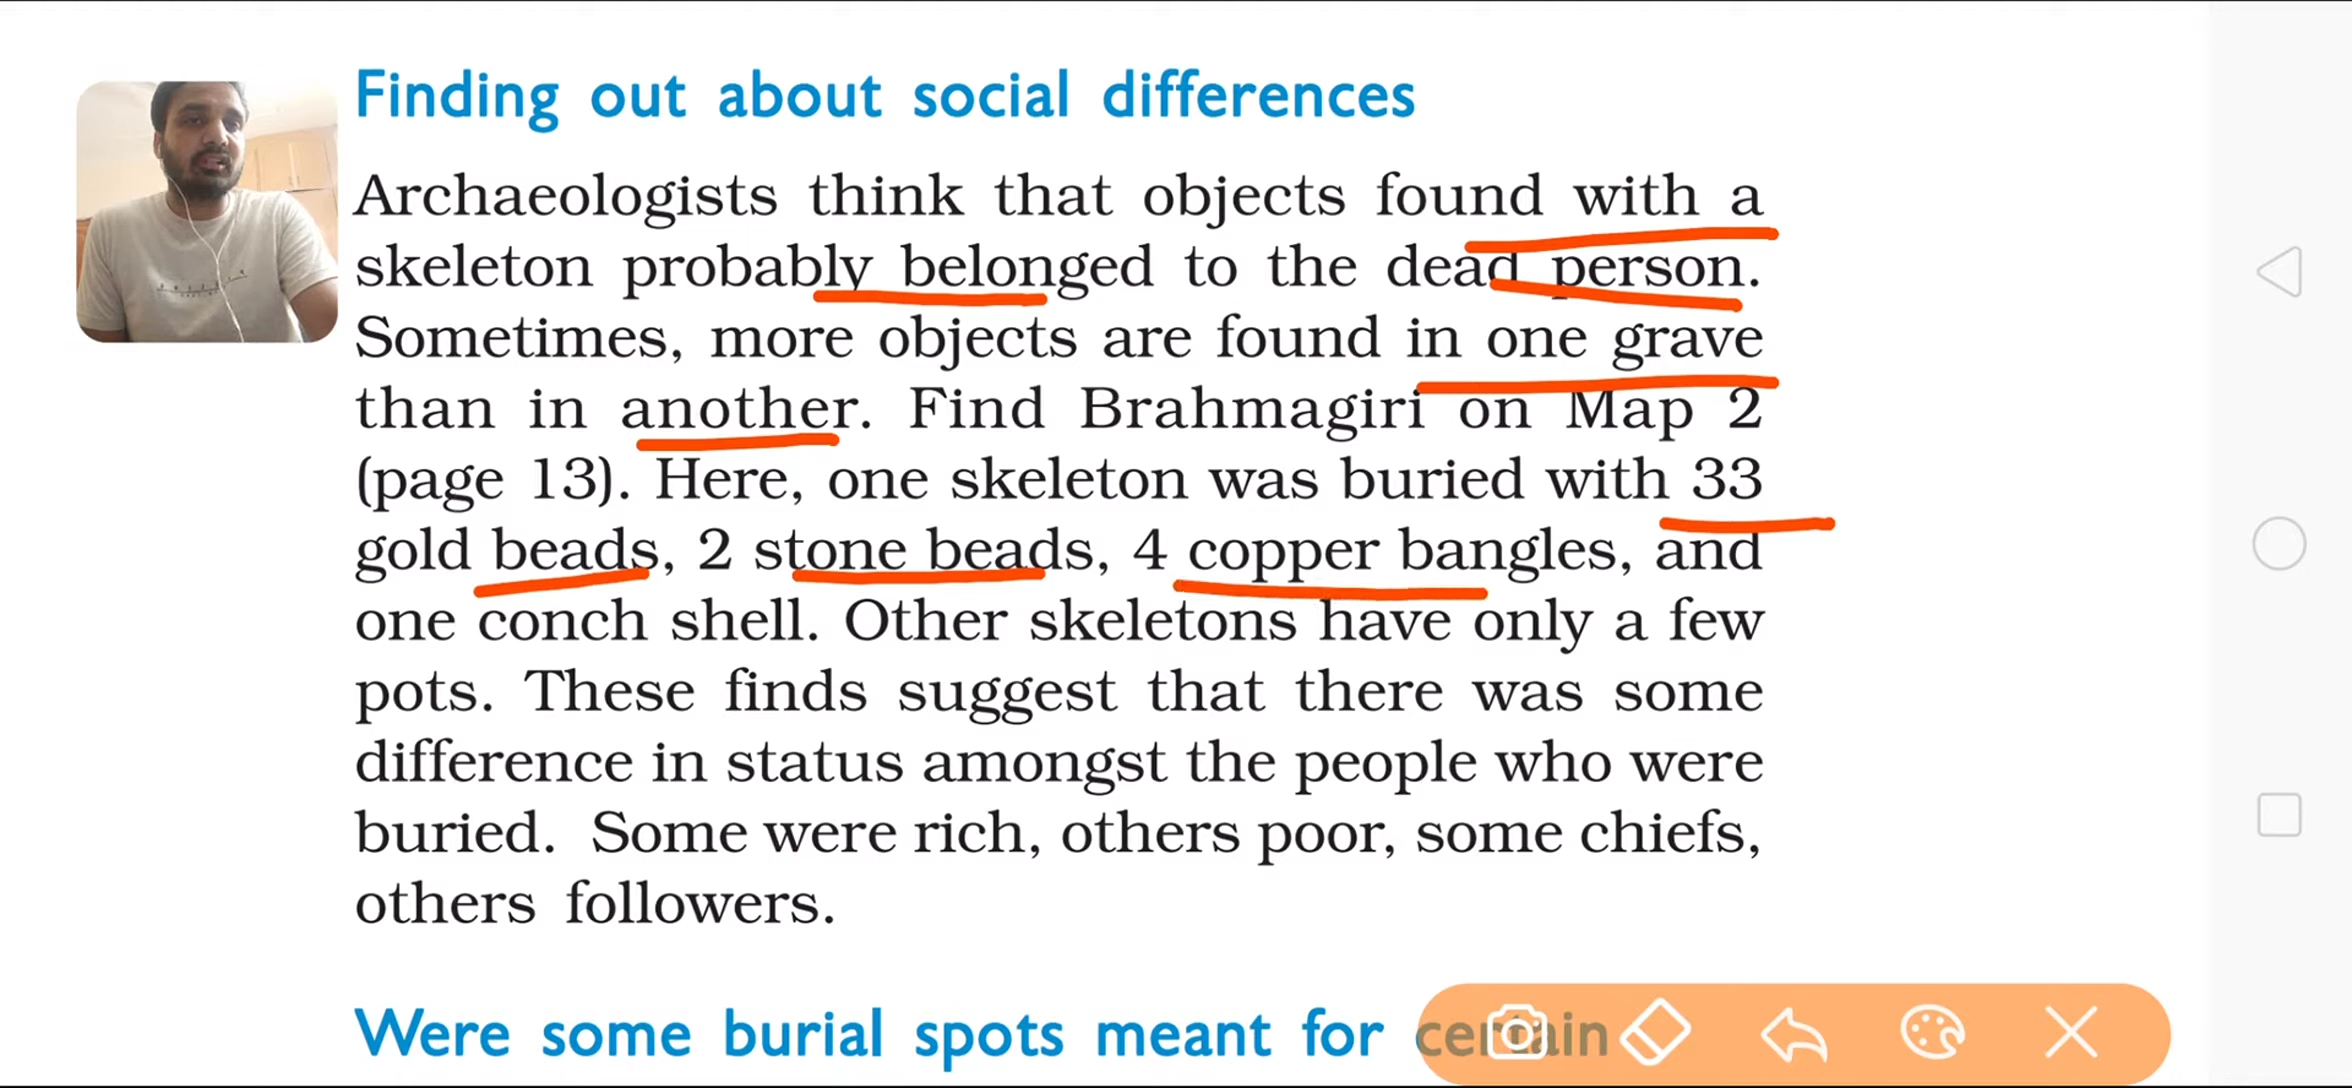 Finding out about social differences
Archaeologists think that objects found with a
skeleton probably belonged to the dead person.
Sometimes, more objects are found in one grave
than in another. Find Brahmagiri on Map 2
(page 13). Here, one skeleton was buried with 33
gold beads, 2 stone beads, 4 copper bangles, and
one conch shell. Other skeletons have only a few
pots. These finds suggest that there was some
difference in status amongst the people who were
buried. Some were rich, others poor, some chiefs,
others followers.
Were some burial spots meant for certain